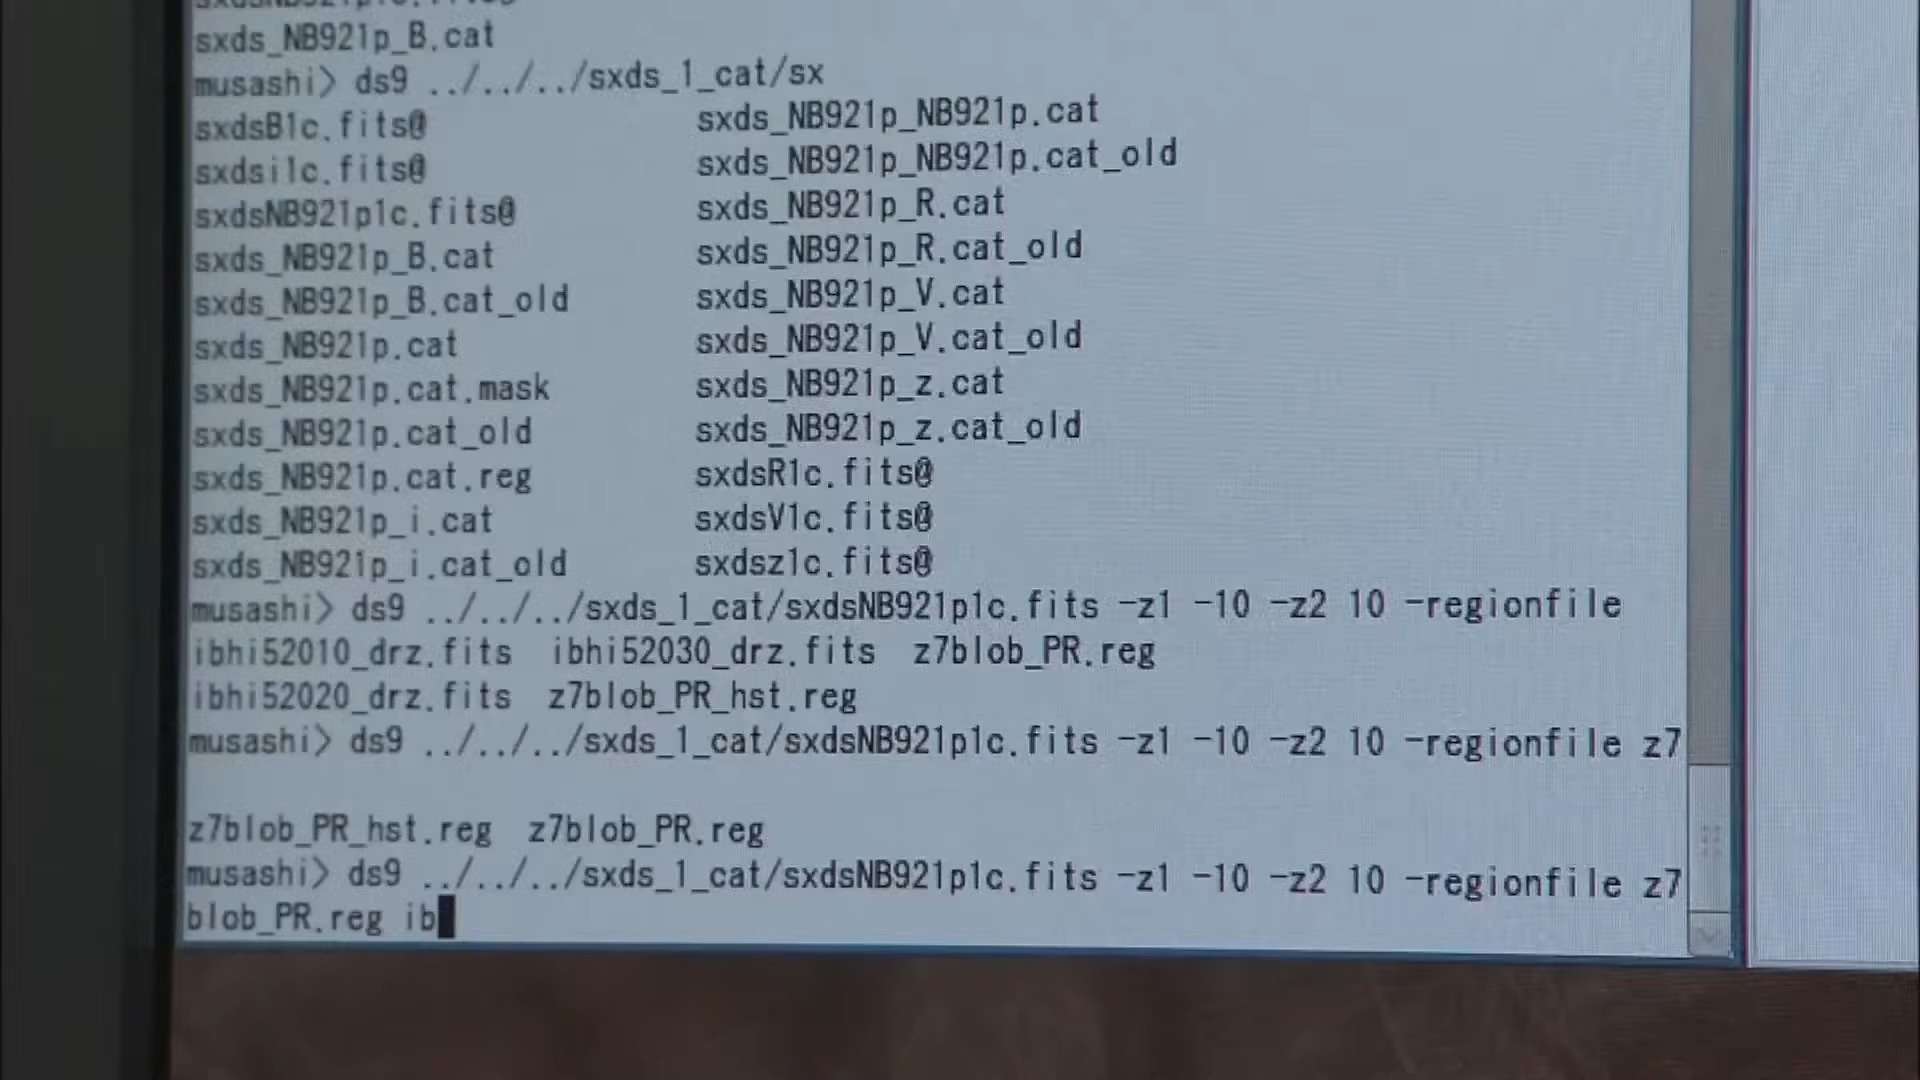 sxds_NB921p_B.cat
musashi> ds9 ../../../sxds_1_cat/sx
sxdsB1c.fits@ sxds_NB921p_NB921p.cat
sxdsi1c.fits@ sxds_NB921p_NB921p.cat_old
sxdsNB921p1c.fits@ sxds_NB921p_R.cat
sxds_NB921p_B.cat sxds_NB921p_R.cat_old
sxds_NB921p_B.cat_old sxds_NB921p_V.cat
sxds_NB921p.cat sxds_NB921p_V.cat_old
sxds_NB921p.cat.mask sxds_NB921p_z.cat
sxds_NB921p.cat_old sxds_NB921p_z.cat_old
sxds_NB921p.cat.reg sxdsR1c.fits@
sxds_NB921p_i.cat sxdsV1c.fits@
sxds_NB921p_i.cat_old sxdsz1c.fits@
musashi> ds9 ../../../sxds_1_cat/sxdsNB921p1c.fits -z1 -10 -z2 10 -regionfile
ibhi52010_drz.fits ibhi52030_drz.fits z7blob_PR.reg
ibhi52020_drz.fits z7blob_PR_hst.reg
musashi> ds9 ../../../sxds_1_cat/sxdsNB921p1c.fits -z1 -10 -z2 10 -regionfile z7
z7blob_PR_hst.reg z7blob_PR.reg
musashi> ds9 ../../../sxds_1_cat/sxdsNB921p1c.fits -z1 -10 -z2 10 -regionfile z7
blob_PR.reg ib